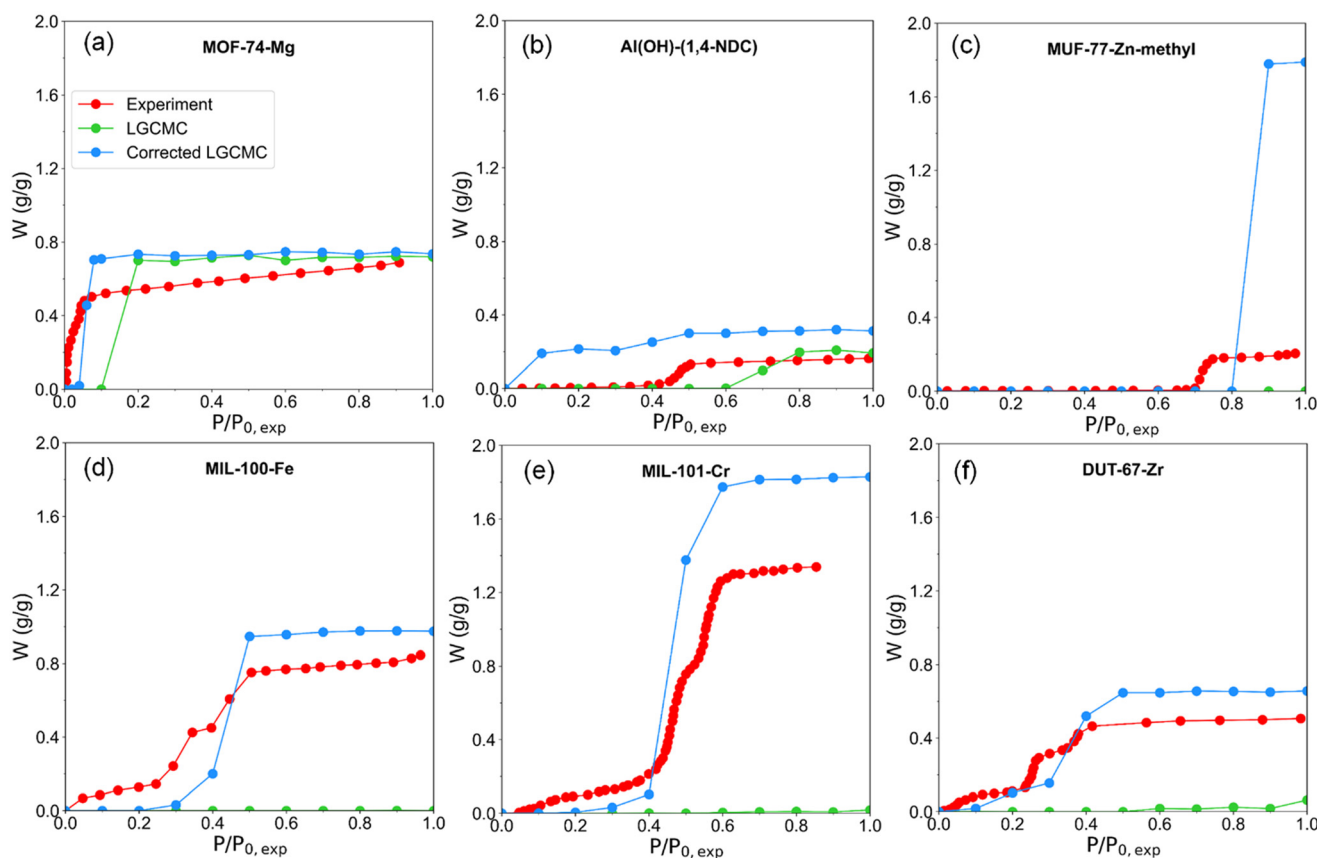 (a) MOF-74-Mg
Experiment
LGCMC
Corrected LGCMC
W (g/g)
2.0
1.6
1.2
0.8
0.4
0.0
0.0 0.2 0.4 0.6 0.8 1.0
P/P0, exp
(b) Al(OH)-(1,4-NDC)
W (g/g)
2.0
1.6
1.2
0.8
0.4
0.0
0.0 0.2 0.4 0.6 0.8 1.0
P/P0, exp
(c) MUF-77-Zn-methyl
W (g/g)
2.0
1.6
1.2
0.8
0.4
0.0
0.0 0.2 0.4 0.6 0.8 1.0
P/P0, exp
(d) MIL-100-Fe
W (g/g)
2.0
1.6
1.2
0.8
0.4
0.0
0.0 0.2 0.4 0.6 0.8 1.0
P/P0, exp
(e) MIL-101-Cr
W (g/g)
2.0
1.6
1.2
0.8
0.4
0.0
0.0 0.2 0.4 0.6 0.8 1.0
P/P0, exp
(f) DUT-67-Zr
W (g/g)
2.0
1.6
1.2
0.8
0.4
0.0
0.0 0.2 0.4 0.6 0.8 1.0
P/P0, exp